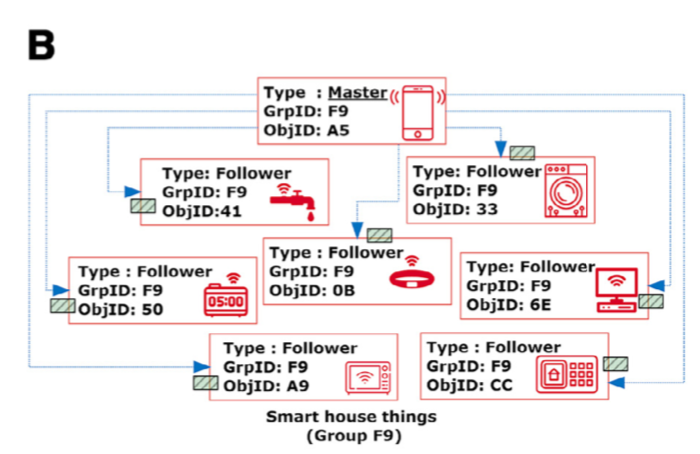 B
Type : Master
GrpID: F9
ObjID: A5
Type: Follower
GrpID: F9
ObjID:41
Type: Follower
GrpID: F9
ObjID: 33
Type : Follower
GrpID: F9
ObjID: 0B
Type : Follower
GrpID: F9
ObjID: 50
05:00
Type: Follower
GrpID: F9
ObjID: 6E
Type : Follower
GrpID: F9
ObjID: A9
Type : Follower
GrpID: F9
ObjID: CC
Smart house things
(Group F9)